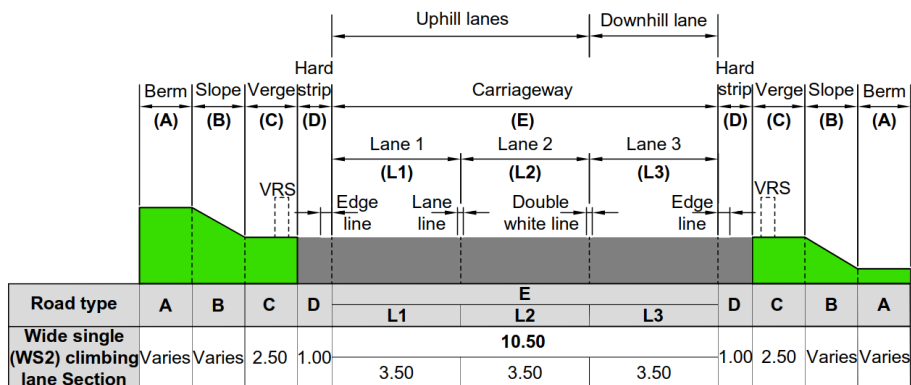 Uphill lanes Downhill lane
Hard Hard
Berm Slope Verge strip Carriageway strip Verge Slope Berm
(A) (B) (C) (D) (E) (D) (C) (B) (A)
Lane 1 Lane 2 Lane 3
(L1) (L2) (L3)
VRS VRS
Edge Lane Double Edge
line line white line line
Road type A B C D E D C B A
L1 L2 L3
Wide single 10.50
(WS2) climbing Varies Varies 2.50 1.00 1.00 2.50 Varies Varies
lane Section 3.50 3.50 3.50